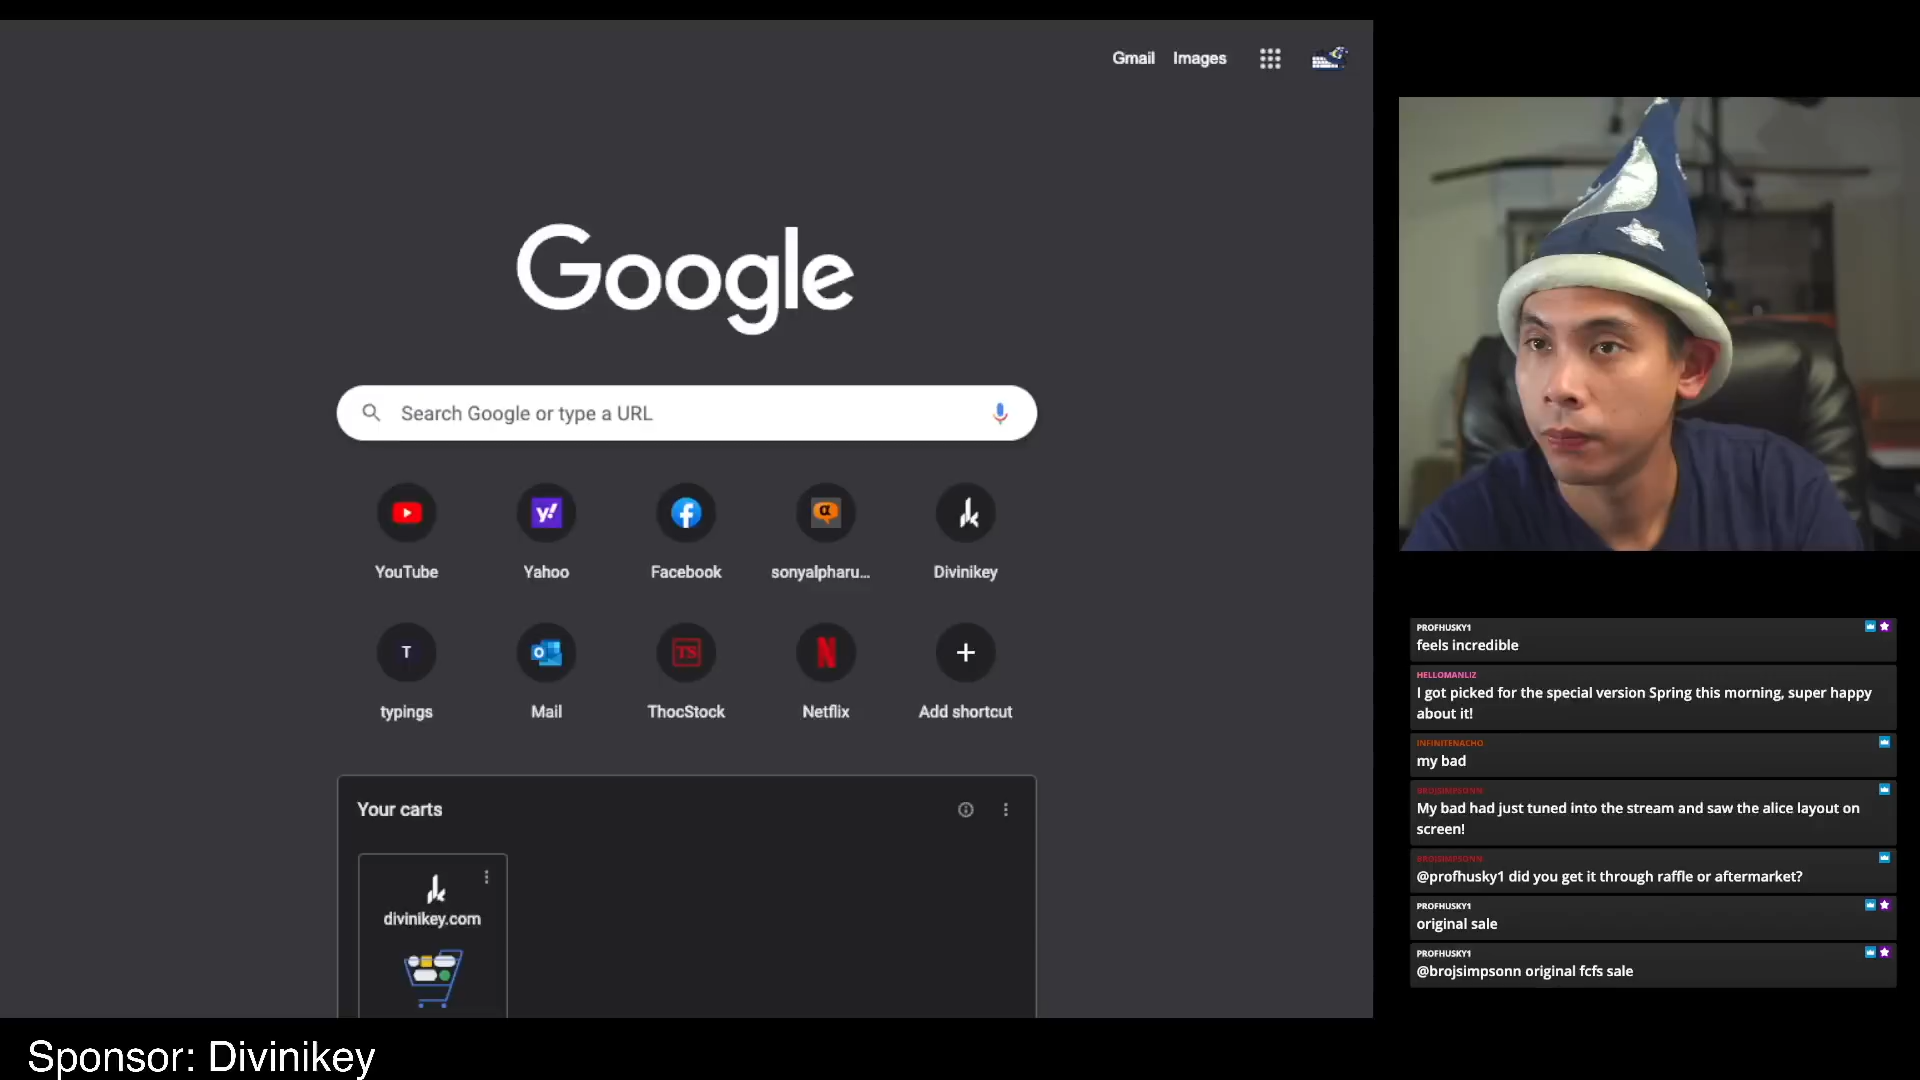 Gmail Images
Google
Search Google or type a URL
YouTube
Yahoo
Facebook
sonyalpharu...
Divinikey
typings
Mail
ThocStock
Netflix
Add shortcut
Your carts
divinikey.com
PROFHUSKY1
feels incredible
HELLOMANLIZ
I got picked for the special version Spring this morning, super happy
about it!
INFINITENACHO
my bad
BROJSIMPSONN
My bad had just tuned into the stream and saw the alice layout on
screen!
BROJSIMPSONN
@profhusky1 did you get it through raffle or aftermarket?
PROFHUSKY1
original sale
PROFHUSKY1
@brojsimpsonn original fcfs sale
Sponsor: Divinikey